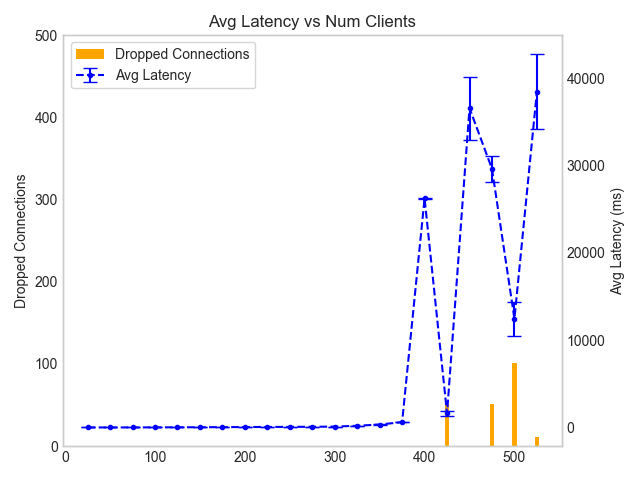 Avg Latency vs Num Clients
Dropped Connections
Avg Latency
500
400
300
200
100
0
Dropped Connections
40000
30000
20000
10000
0
Avg Latency (ms)
0 100 200 300 400 500